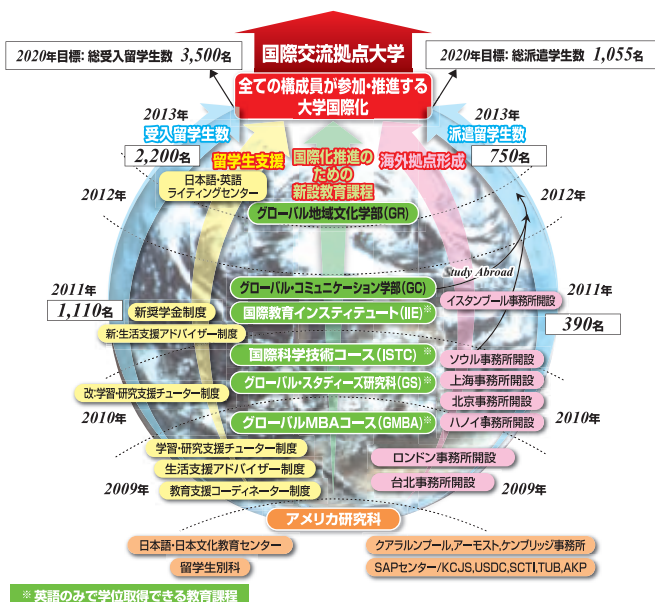 国際交流拠点大学
2020年目標：総受入留学生数 3,500名
2020年目標：総派遣学生数 1,055名
全ての構成員が参加・推進する
大学国際化
2013年
受入留学生数
2,200名
2013年
派遣留学生数
750名
留学生支援
国際化推進の
ための
新設教育課程
海外拠点形成
日本語・英語
ライティングセンター
2012年
2012年
グローバル地域文化学部（GR）
Study Abroad
グローバル・コミュニケーション学部（GC）
2011年
1,110名
2011年
390名
イスタンブール事務所開設
新奨学金制度
国際教育インスティテュート（IIE）※
新：生活支援アドバイザー制度
国際科学技術コース（ISTC）※
ソウル事務所開設
グローバル・スタディーズ研究科（GS）※
上海事務所開設
改：学習・研究支援チューター制度
北京事務所開設
2010年
2010年
グローバルMBAコース（GMBA）※
ハノイ事務所開設
学習・研究支援チューター制度
ロンドン事務所開設
生活支援アドバイザー制度
台北事務所開設
2009年
2009年
教育支援コーディネーター制度
アメリカ研究科
日本語・日本文化教育センター
クアラルンプール,アーモスト,ケンブリッジ事務所
留学生別科
SAPセンター/KCJS,USDC,SCTI,TUB,AKP
※ 英語のみで学位取得できる教育課程